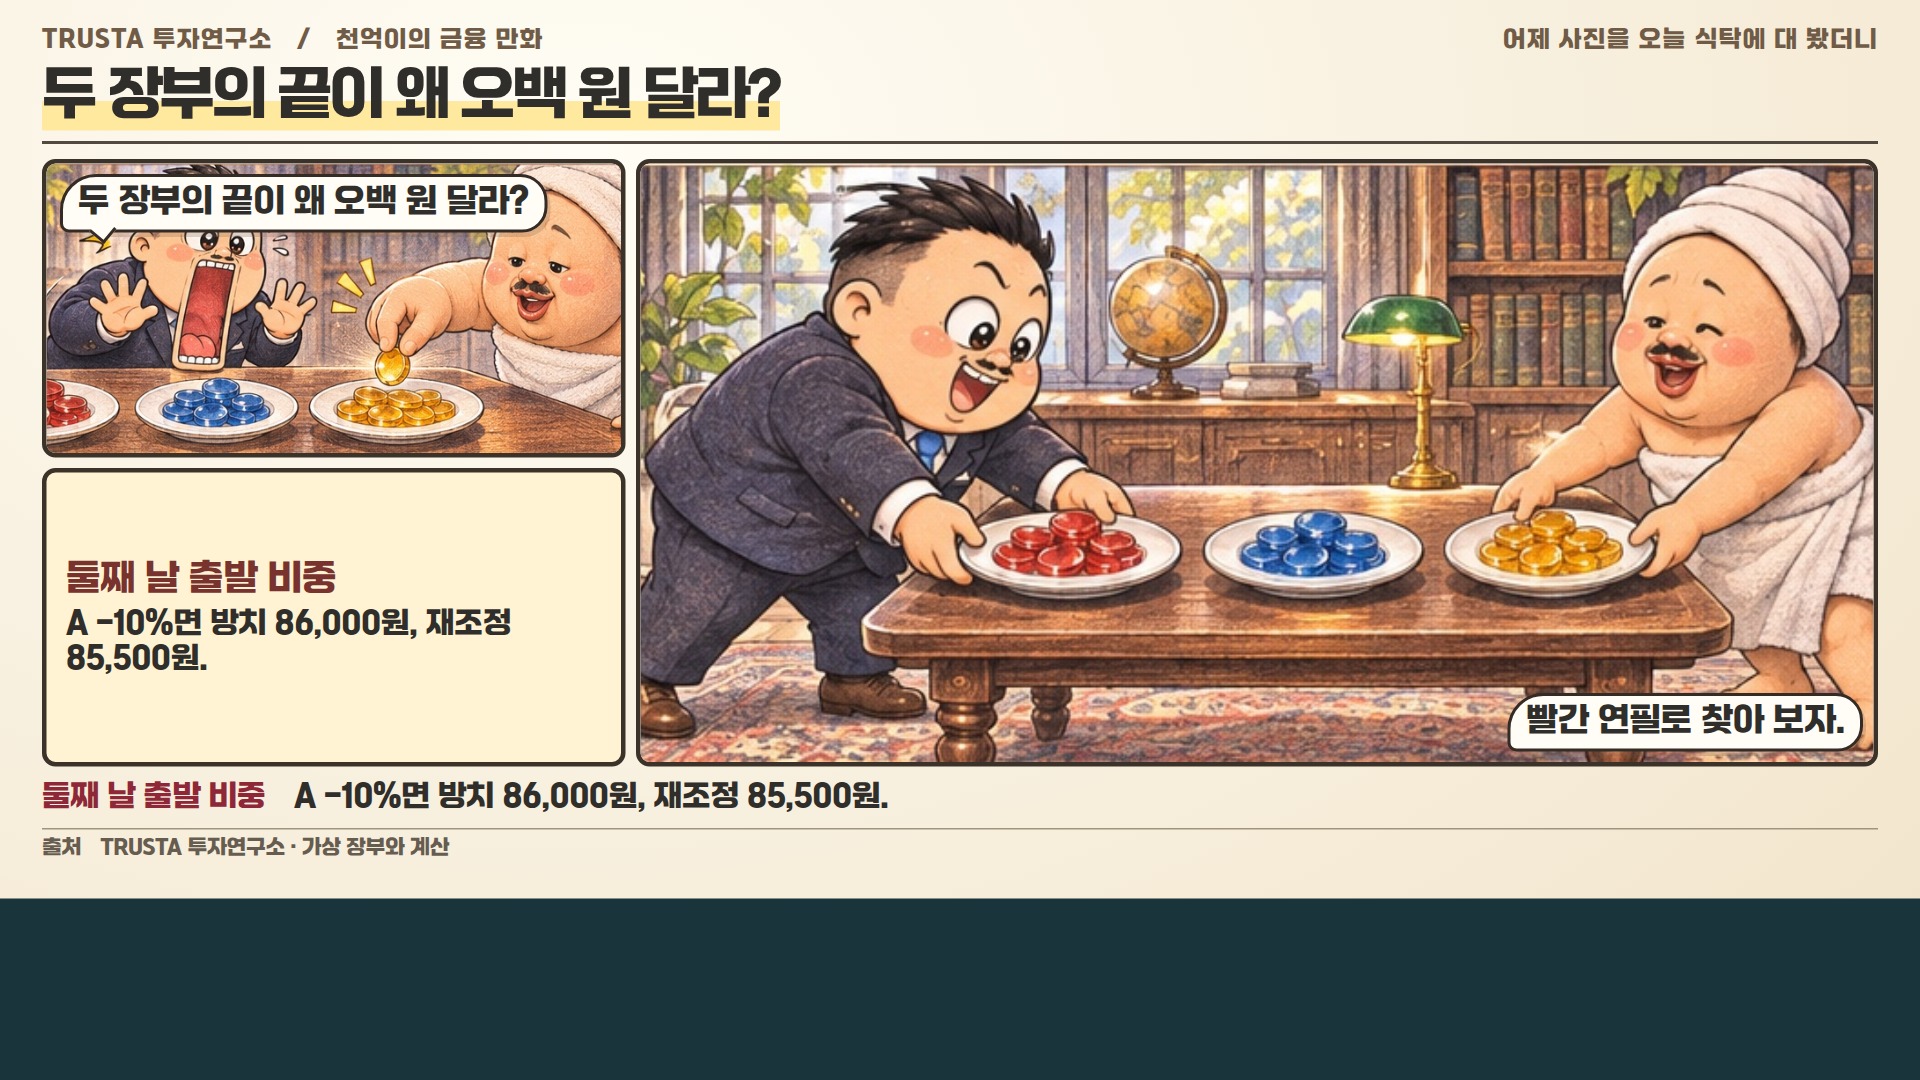 TRUSTA 투자연구소 / 천억이의 금융 만화
어제 사진을 오늘 식탁에 대 봤더니
두 장부의 끝이 왜 오백 원 달라?
두 장부의 끝이 왜 오백 원 달라?
둘째 날 출발 비중
A −10%면 방치 86,000원, 재조정
85,500원.
빨간 연필로 찾아 보자.
둘째 날 출발 비중 A −10%면 방치 86,000원, 재조정 85,500원.
출처 TRUSTA 투자연구소 · 가상 장부와 계산